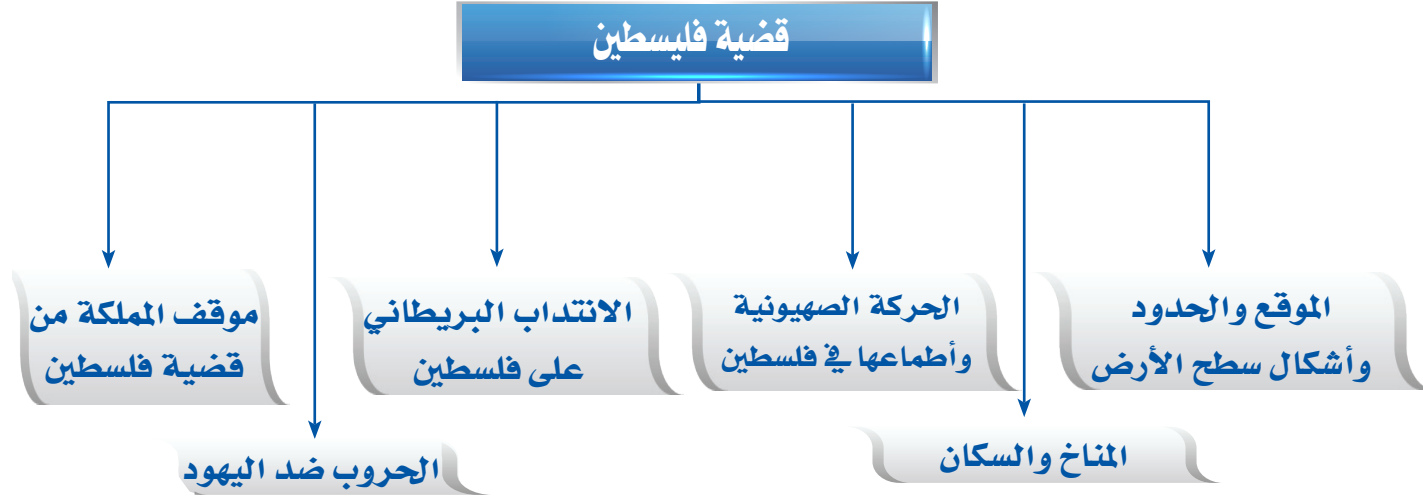 قضية فليسطين
الموقع والحدود
وأشكال سطح الأرض
المناخ والسكان
الحركة الصهيونية
وأطماعها في فلسطين
الانتداب البريطاني
على فلسطين
الحروب ضد اليهود
موقف المملكة من
قضية فلسطين